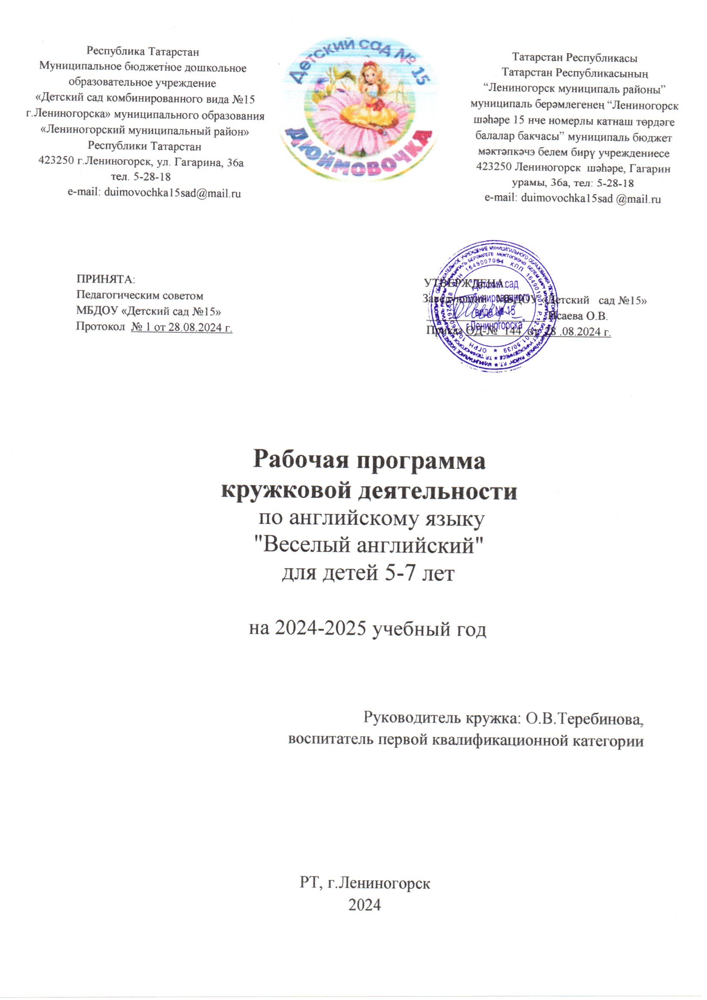 Республика Татарстан
Муниципальное бюджетное дошкольное
образовательное учреждение
«Детский сад комбинированного вида №15
г.Лениногорска» муниципального образования
«Лениногорский муниципальный район»
Республики Татарстан
423250 г.Лениногорск, ул. Гагарина, 36а
тел. 5-28-18
e-mail: duimovochka15sad@mail.ru
Детский сад № 15
Дюймовочка
Татарстан Республикасы
Татарстан Республикасының
“Лениногорск муниципаль районы”
муниципаль берәмлегенең “Лениногорск
шәһәре 15 нче номерлы катнаш төрдәге
балалар бакчасы” муниципаль бюджет
мәктәпкәчэ белем бирү учреждениесе
423250 Лениногорск шәһәре, Гагарин
урамы, 36а, тел: 5-28-18
e-mail: duimovochka15sad @mail.ru
ПРИНЯТА:
Педагогическим советом
МБДОУ «Детский сад №15»
Протокол № 1 от 28.08.2024 г.
УТВЕРЖДЕНА
Заведующий МБДОУ «Детский сад №15»
Исаева О.В.
Приказ ОД-№ 144 от 28 .08.2024 г.
"Детский сад
комбинированного
вида № 15
г.Лениногорска"
Рабочая программа
кружковой деятельности
по английскому языку
"Веселый английский"
для детей 5-7 лет
на 2024-2025 учебный год
Руководитель кружка: О.В.Теребинова,
воспитатель первой квалификационной категории
РТ, г.Лениногорск
2024